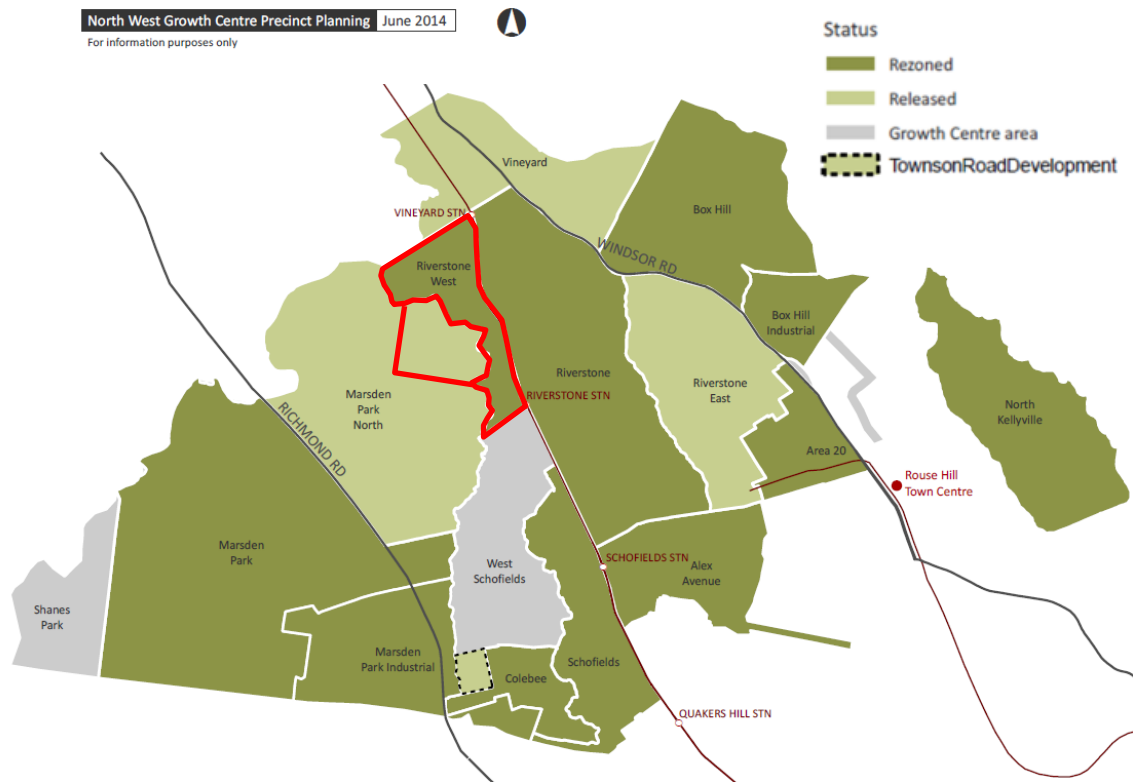 North West Growth Centre Precinct Planning June 2014
For information purposes only
Status
Rezoned
Released
Growth Centre area
TownsonRoadDevelopment
Vineyard
Box Hill
VINEYARD STN
WINDSOR RD
Riverstone
West
Box Hill
Industrial
Riverstone
Riverstone
East
RIVERSTONE STN
Marsden
Park
North
North
Kellyville
RICHMOND RD
Area 20
Rouse Hill
Town Centre
Marsden
Park
West
Schofields
SCHOFIELDS STN
Alex
Avenue
Shanes
Park
Marsden
Park Industrial
Schofields
Colebee
QUAKERS HILL STN